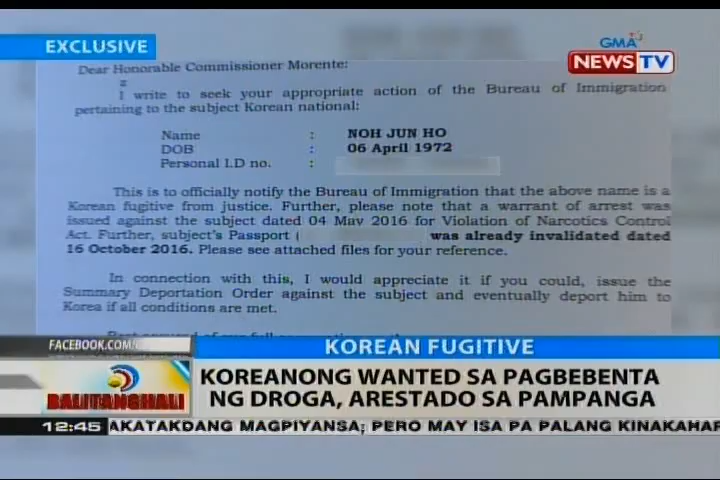 EXCLUSIVE
GMA
NEWS TV
Dear Honorable Commissioner Morente:
I write to seek your appropriate action of the Bureau of Immigration
pertaining to the subject Korean national:
Name : NOH JUN HO
DOB : 06 April 1972
Personal I.D no. :
This is to officially notify the Bureau of Immigration that the above name is a
Korean fugitive from justice. Further, please note that a warrant of arrest was
issued against the subject dated 04 May 2016 for Violation of Narcotics Control
Act. Further, subject's Passport ( was already invalidated dated
16 October 2016. Please see attached files for your reference.
In connection with this, I would appreciate it if you could, issue the
Summary Deportation Order against the subject and eventually deport him to
Korea if all conditions are met.
FACEBOOK.COM/
KOREAN FUGITIVE
BALITANGHALI
KOREANONG WANTED SA PAGBEBENTA
NG DROGA, ARESTADO SA PAMPANGA
12:45 AKATAKDANG MAGPIYANSA; PERO MAY ISA PA PALANG KINAKAHAR